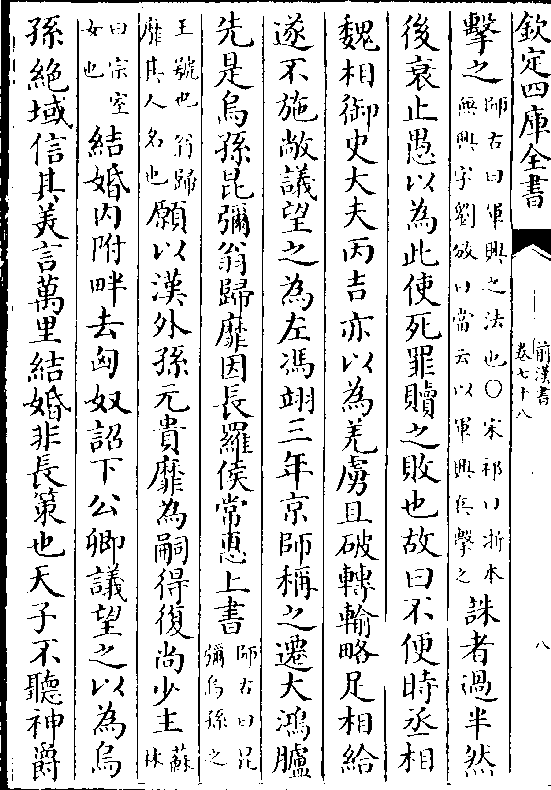 欽定四庫全書
前漢書
卷七十八
八
擊之師古曰軍興之法也〇宋祁曰浙本
無興字劉攽曰當云以軍興兵擊之誅者過半然
後衰止愚以為此使死罪贖之敗也故曰不便時丞相
魏相御史大夫丙吉亦以為羌虜且破轉輸略足相給
遂不施敞議望之為左馮翊三年京師稱之遷大鴻臚
先是烏孫昆彌翁歸靡因長羅侯常惠上書師古曰昆
彌烏孫之
王號也翁歸
靡其人名也願以漢外孫元貴靡為嗣得復尚少主蘇
林
曰宗室
女也結婚内附畔去匈奴詔下公卿議望之以為烏
孫絶域信其美言萬里結婚非長策也天子不聽神爵